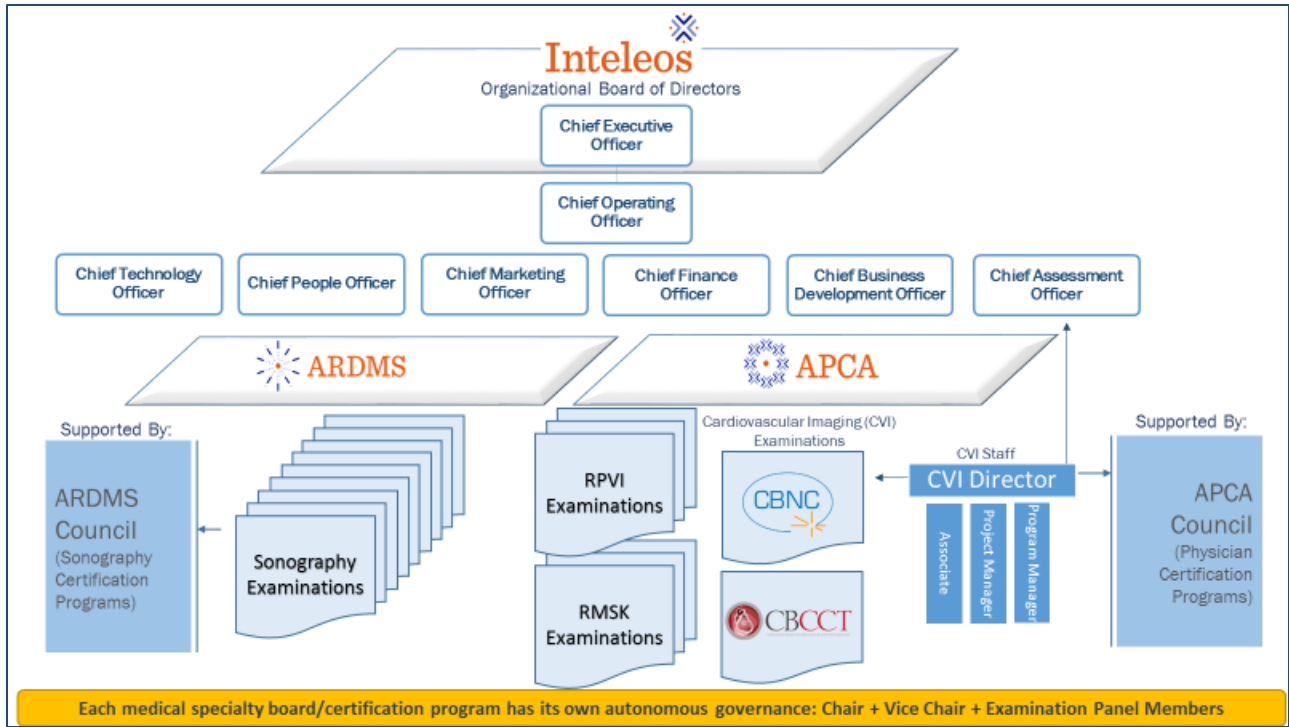 Inteleos
Organizational Board of Directors
Chief Executive
Officer
Chief Operating
Officer
Chief Technology
Officer
Chief People Officer
Chief Marketing
Officer
Chief Finance
Officer
Chief Business
Development Officer
Chief Assessment
Officer
ARDMS
APCA
Supported By:
ARDMS
Council
(Sonography
Certification
Programs)
Sonography
Examinations
RPVI
Examinations
RMSK
Examinations
Cardiovascular Imaging (CVI)
Examinations
CBNC
CBCCT
CVI Staff
CVI Director
Associate
Project Manager
Program Manager
Supported By:
APCA
Council
(Physician
Certification
Programs)
Each medical specialty board/certification program has its own autonomous governance: Chair + Vice Chair + Examination Panel Members